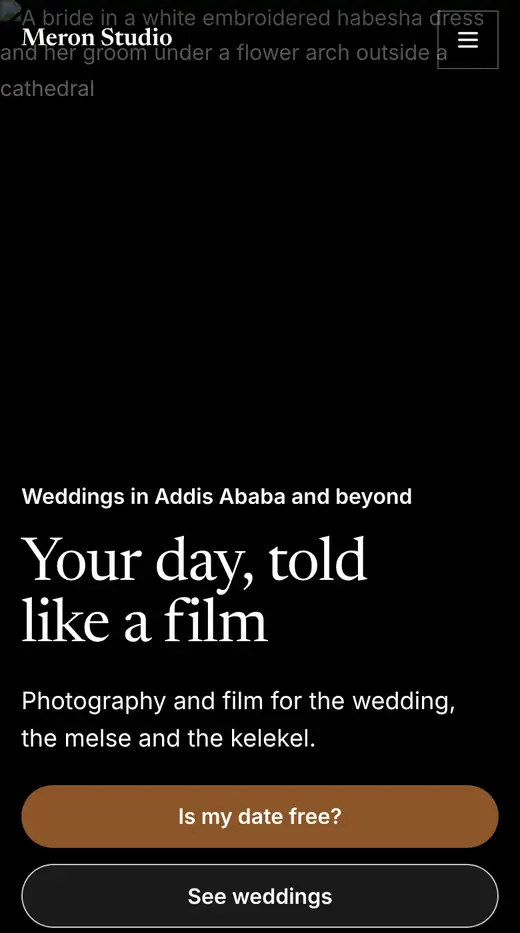 A bride in a white embroidered habesha dress
and her groom under a flower arch outside a
cathedral
Meron Studio
Weddings in Addis Ababa and beyond
Your day, told
like a film
Photography and film for the wedding,
the melse and the kelekel.
Is my date free?
See weddings